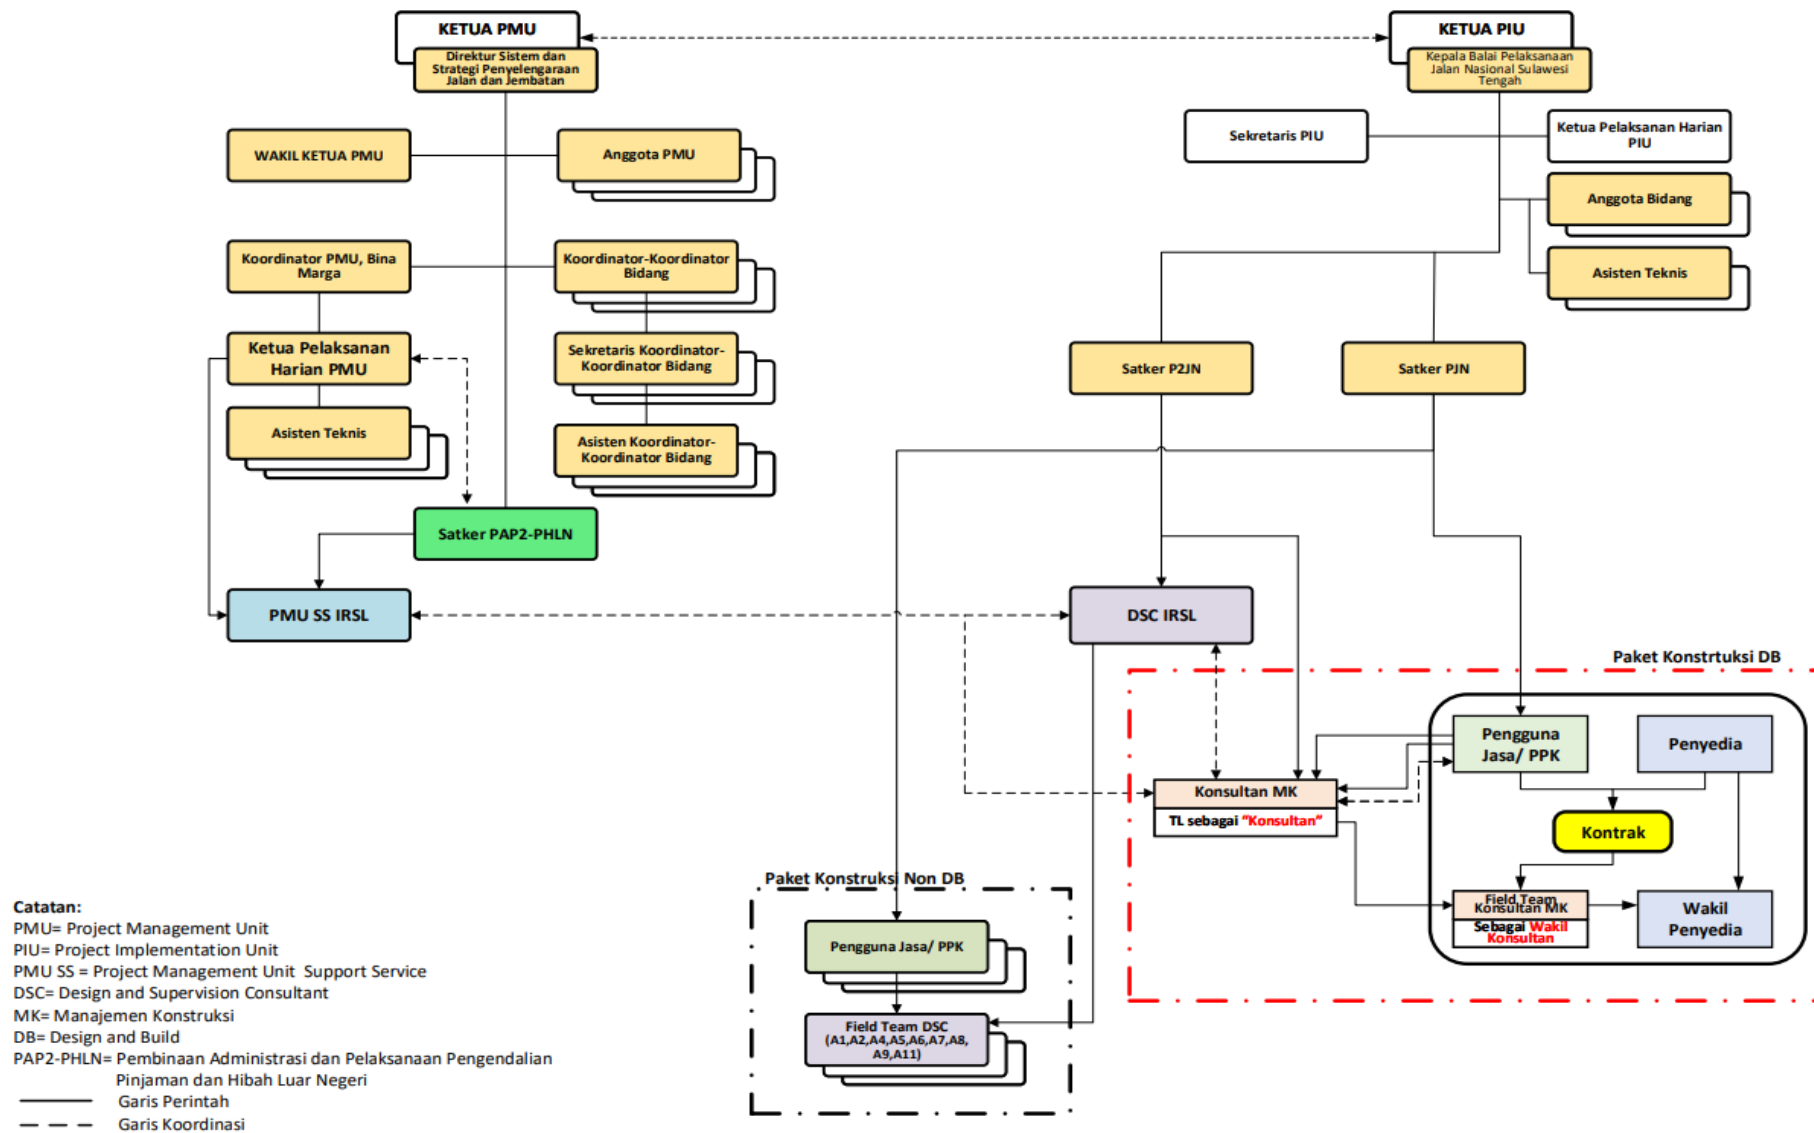 KETUA PMU
Direktur Sistem dan
Strategi Penyelengaraan
Jalan dan Jembatan
KETUA PIU
Kepala Balai Pelaksanaan
Jalan Nasional Sulawesi
Tengah
WAKIL KETUA PMU
Anggota PMU
Sekretaris PIU
Ketua Pelaksanan Harian
PIU
Anggota Bidang
Asisten Teknis
Koordinator PMU, Bina
Marga
Koordinator-Koordinator
Bidang
Ketua Pelaksanan
Harian PMU
Sekretaris Koordinator-
Koordinator Bidang
Asisten Teknis
Asisten Koordinator-
Koordinator Bidang
Satker P2JN
Satker PJN
Satker PAP2-PHLN
PMU SS IRSL
DSC IRSL
Paket Konstrtuksi DB
Pengguna
Jasa/ PPK
Penyedia
Konsultan MK
TL sebagai “Konsultan”
Kontrak
Field Team
Konsultan MK
Sebagai Wakil
Konsultan
Wakil
Penyedia
Paket Konstruksi Non DB
Pengguna Jasa/ PPK
Field Team DSC
(A1,A2,A4,A5,A6,A7,A8,
A9,A11)
Catatan:
PMU= Project Management Unit
PIU= Project Implementation Unit
PMU SS = Project Management Unit  Support Service
DSC= Design and Supervision Consultant
MK= Manajemen Konstruksi
DB= Design and Build
PAP2-PHLN= Pembinaan Administrasi dan Pelaksanaan Pengendalian
Pinjaman dan Hibah Luar Negeri
Garis Perintah
Garis Koordinasi